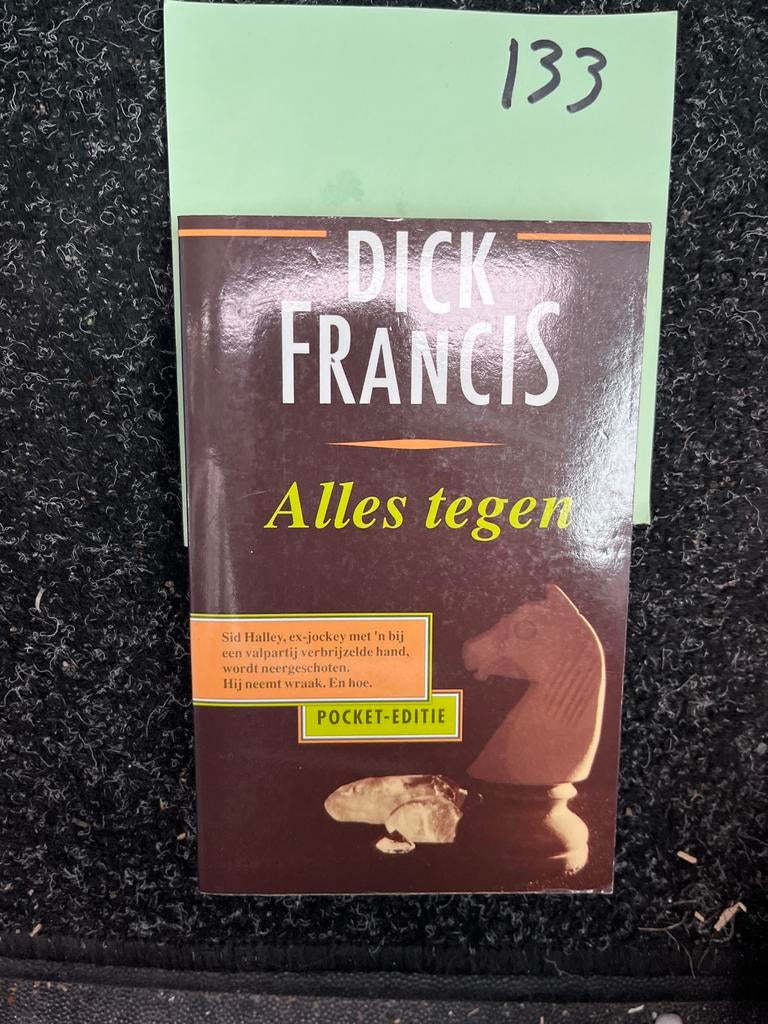 133
DICK
FRANCIS
Alles tegen
Sid Halley, ex-jockey met 'n bij
een valpartij verbrijzelde hand,
wordt neergeschoten.
Hij neemt wraak. En hoe.
POCKET-EDITIE